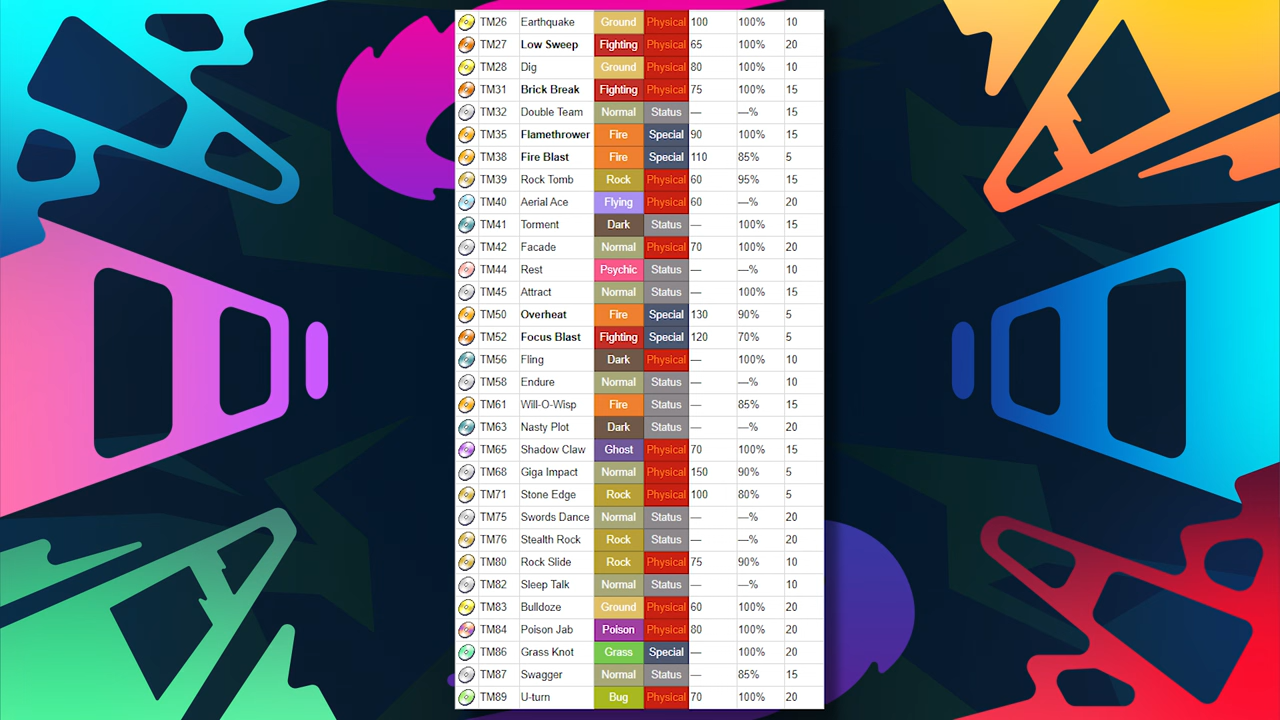 TM26 Earthquake Ground Physical 100 100% 10
TM27 Low Sweep Fighting Physical 65 100% 20
TM28 Dig Ground Physical 80 100% 10
TM31 Brick Break Fighting Physical 75 100% 15
TM32 Double Team Normal Status — —% 15
TM35 Flamethrower Fire Special 90 100% 15
TM38 Fire Blast Fire Special 110 85% 5
TM39 Rock Tomb Rock Physical 60 95% 15
TM40 Aerial Ace Flying Physical 60 —% 20
TM41 Torment Dark Status — 100% 15
TM42 Facade Normal Physical 70 100% 20
TM44 Rest Psychic Status — —% 10
TM45 Attract Normal Status — 100% 15
TM50 Overheat Fire Special 130 90% 5
TM52 Focus Blast Fighting Special 120 70% 5
TM56 Fling Dark Physical — 100% 10
TM58 Endure Normal Status — —% 10
TM61 Will-O-Wisp Fire Status — 85% 15
TM63 Nasty Plot Dark Status — —% 20
TM65 Shadow Claw Ghost Physical 70 100% 15
TM68 Giga Impact Normal Physical 150 90% 5
TM71 Stone Edge Rock Physical 100 80% 5
TM75 Swords Dance Normal Status — —% 20
TM76 Stealth Rock Rock Status — —% 20
TM80 Rock Slide Rock Physical 75 90% 10
TM82 Sleep Talk Normal Status — —% 10
TM83 Bulldoze Ground Physical 60 100% 20
TM84 Poison Jab Poison Physical 80 100% 20
TM86 Grass Knot Grass Special — 100% 20
TM87 Swagger Normal Status — 85% 15
TM89 U-turn Bug Physical 70 100% 20